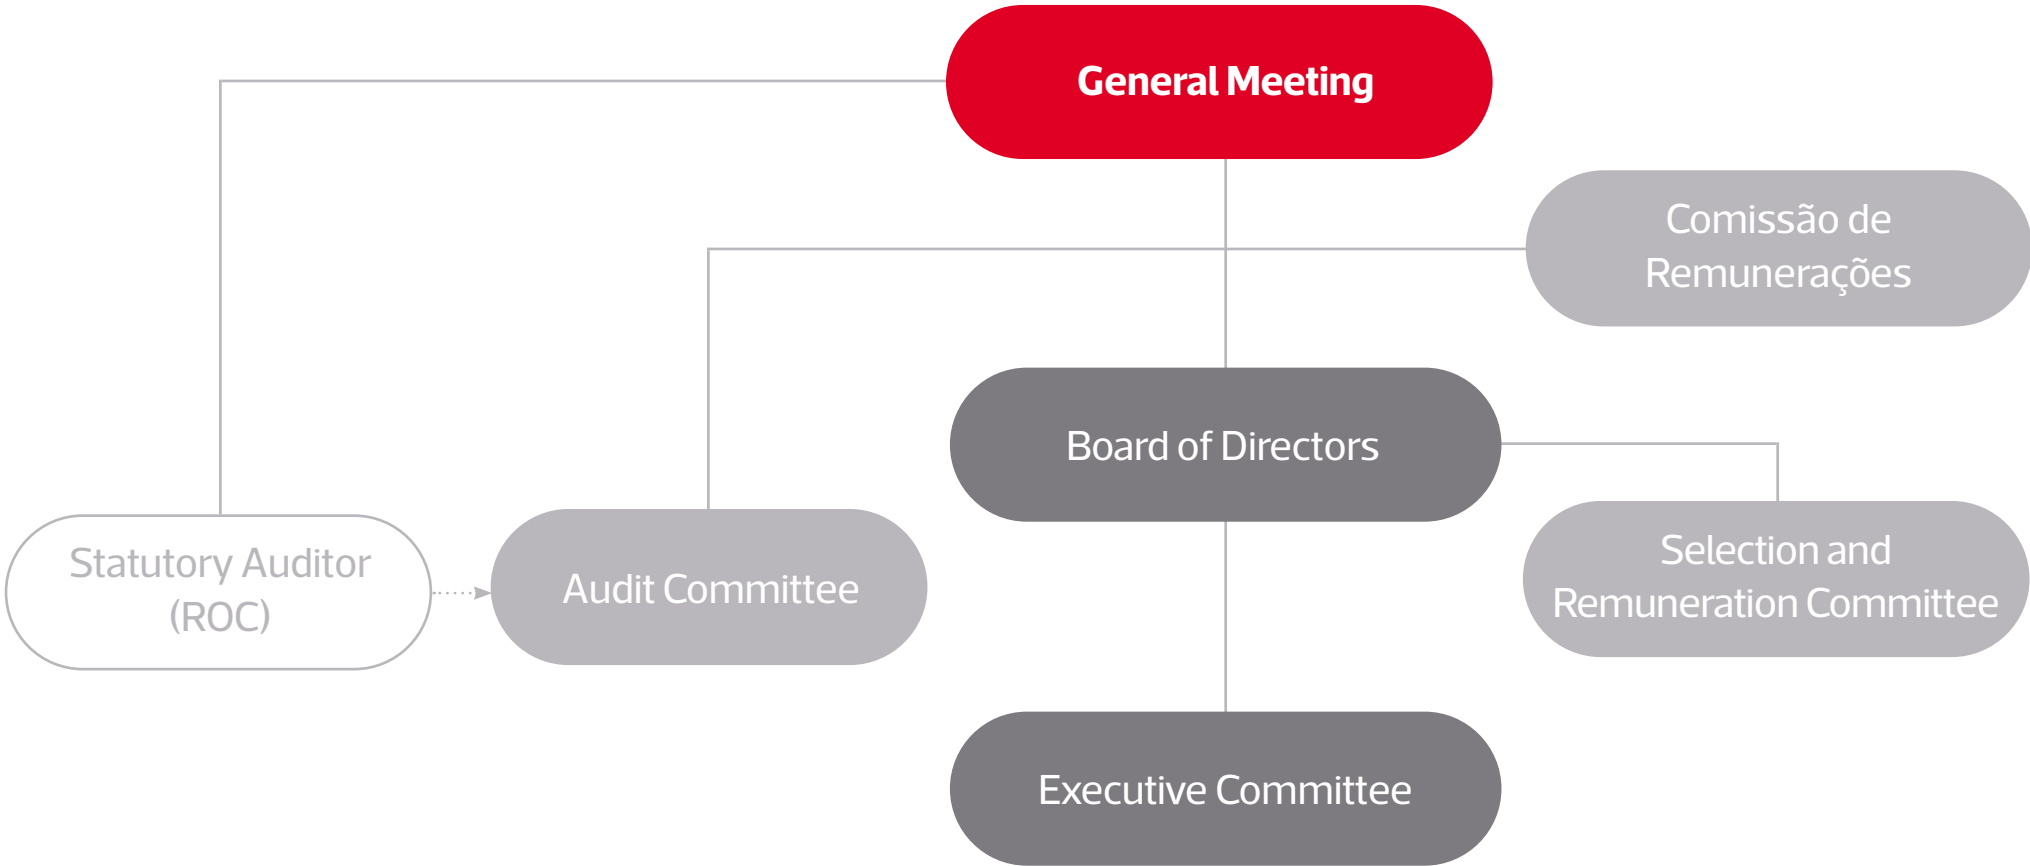 General Meeting
Comissão de
Remunerações
Board of Directors
Statutory Auditor
(ROC)
Audit Committee
Selection and
Remuneration Committee
Executive Committee